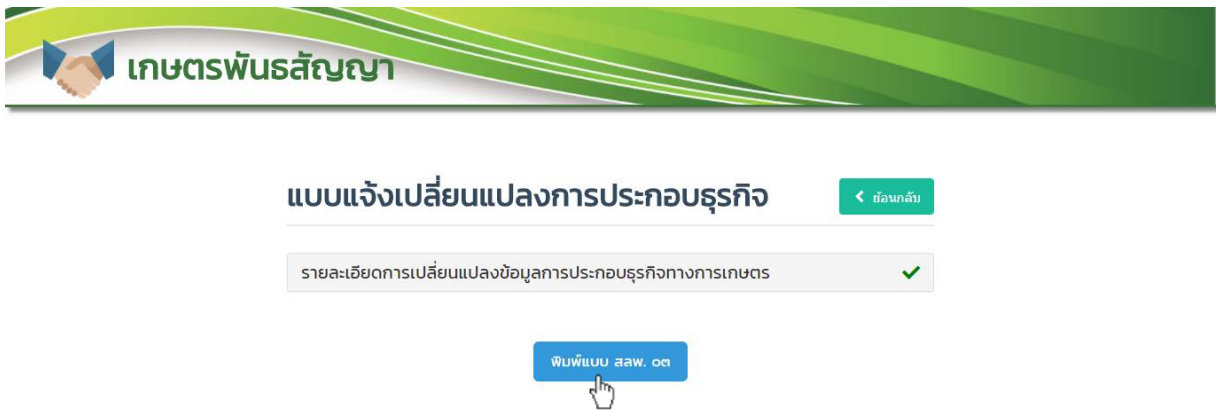 เกษตรพันธสัญญา
แบบแจ้งเปลี่ยนแปลงการประกอบธุรกิจ
ย้อนกลับ
รายละเอียดการเปลี่ยนแปลงข้อมูลการประกอบธุรกิจทางการเกษตร
พิมพ์แบบ สลพ. ๐๓